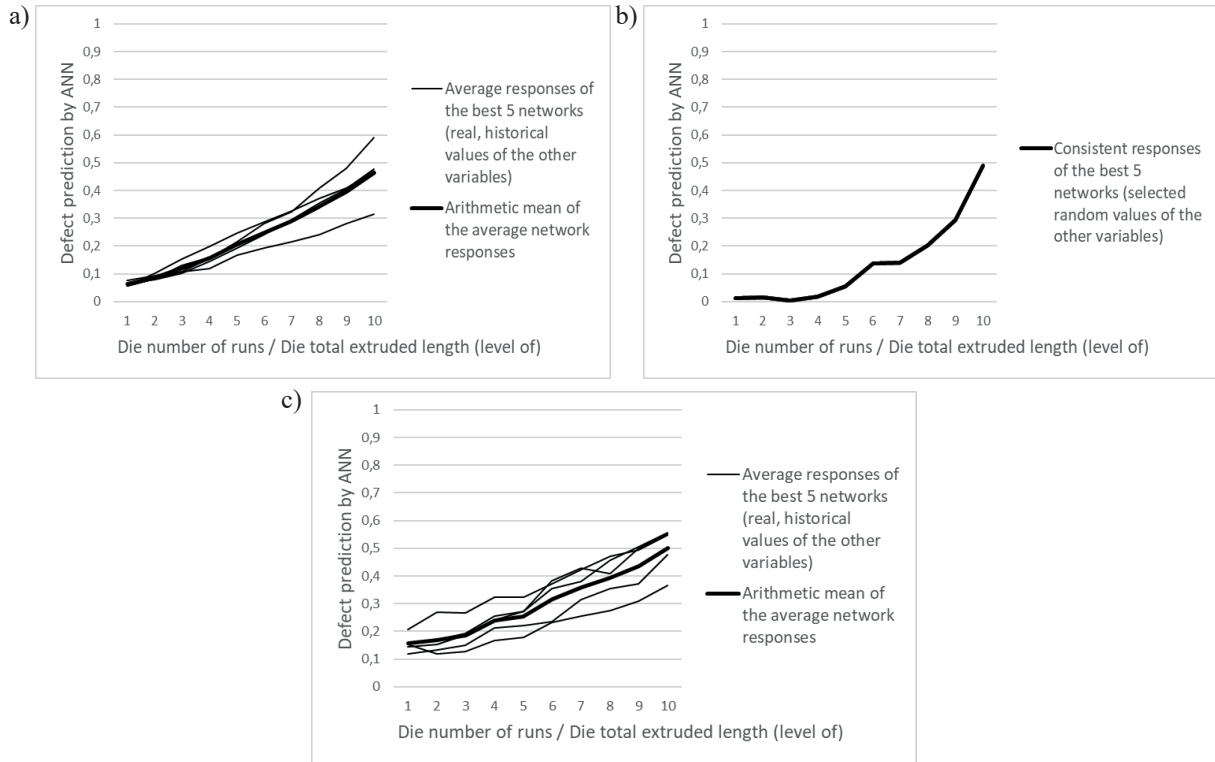 a)
Defect prediction by ANN
1
0,9
0,8
0,7
0,6
0,5
0,4
0,3
0,2
0,1
0
1 2 3 4 5 6 7 8 9 10
Die number of runs / Die total extruded length (level of)
Average responses of
the best 5 networks
(real, historical
values of the other
variables)
Arithmetic mean of
the average network
responses
b)
Defect prediction by ANN
1
0,9
0,8
0,7
0,6
0,5
0,4
0,3
0,2
0,1
0
1 2 3 4 5 6 7 8 9 10
Die number of runs / Die total extruded length (level of)
Consistent responses
of the best 5
networks (selected
random values of the
other variables)
c)
Defect prediction by ANN
1
0,9
0,8
0,7
0,6
0,5
0,4
0,3
0,2
0,1
0
1 2 3 4 5 6 7 8 9 10
Die number of runs / Die total extruded length (level of)
Average responses of
the best 5 networks
(real, historical
values of the other
variables)
Arithmetic mean of
the average network
responses